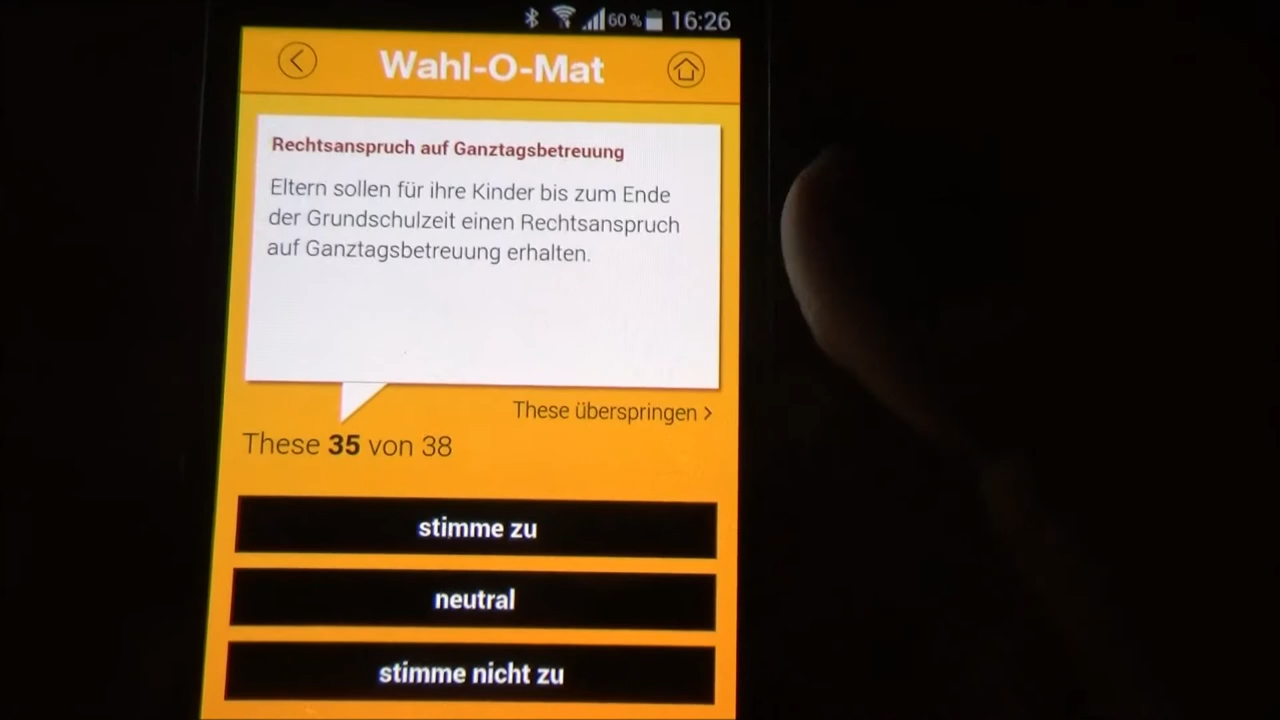 60 % 16:26
Wahl-O-Mat
Rechtsanspruch auf Ganztagsbetreuung
Eltern sollen für ihre Kinder bis zum Ende
der Grundschulzeit einen Rechtsanspruch
auf Ganztagsbetreuung erhalten.
These überspringen >
These 35 von 38
stimme zu
neutral
stimme nicht zu